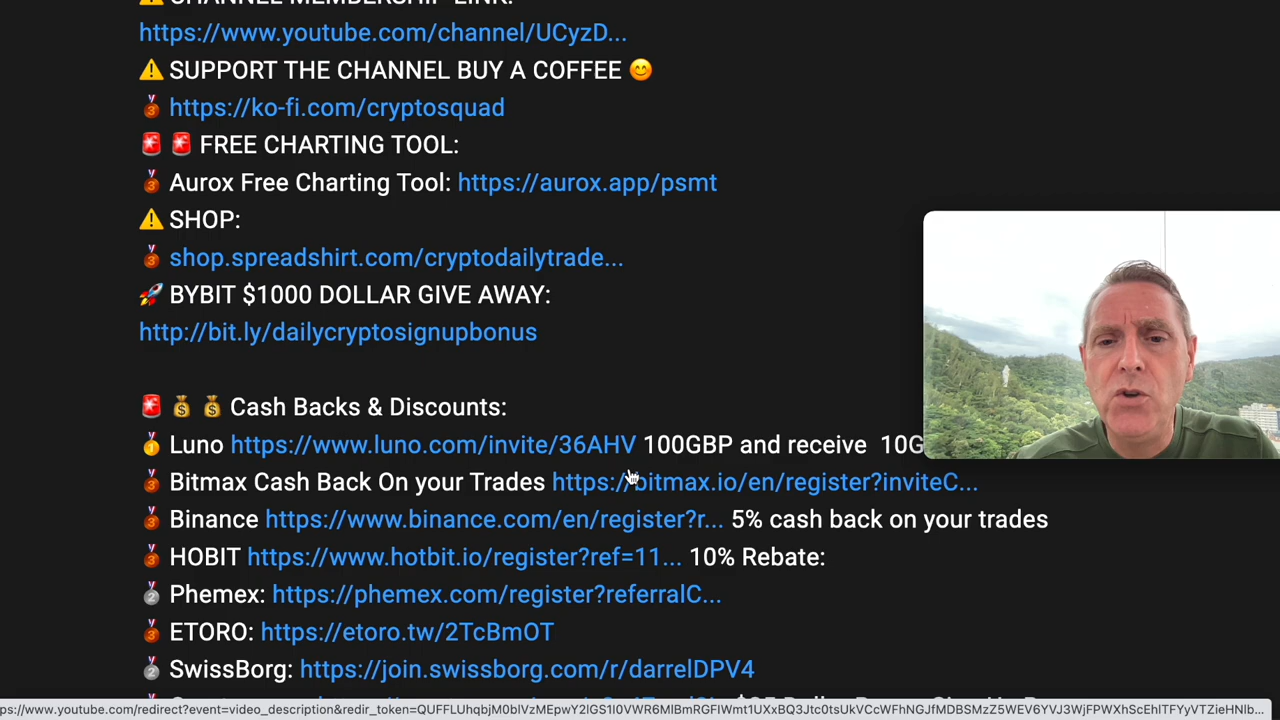 https://www.youtube.com/channel/UCyzD...
⚠️ SUPPORT THE CHANNEL BUY A COFFEE 😊
🥉 https://ko-fi.com/cryptosquad
🚨 🚨 FREE CHARTING TOOL:
🥉 Aurox Free Charting Tool: https://aurox.app/psmt
⚠️ SHOP:
🥉 shop.spreadshirt.com/cryptodailytrade...
🚀 BYBIT $1000 DOLLAR GIVE AWAY:
http://bit.ly/dailycryptosignupbonus
🚨 💰 💰 Cash Backs & Discounts:
🥇 Luno https://www.luno.com/invite/36AHV 100GBP and receive 10G
🥉 Bitmax Cash Back On your Trades https://bitmax.io/en/register?inviteC...
🥉 Binance https://www.binance.com/en/register?r... 5% cash back on your trades
🥉 HOBIT https://www.hotbit.io/register?ref=11... 10% Rebate:
🥈 Phemex: https://phemex.com/register?referralC...
🥉 ETORO: https://etoro.tw/2TcBmOT
🥈 SwissBorg: https://join.swissborg.com/r/darrelDPV4